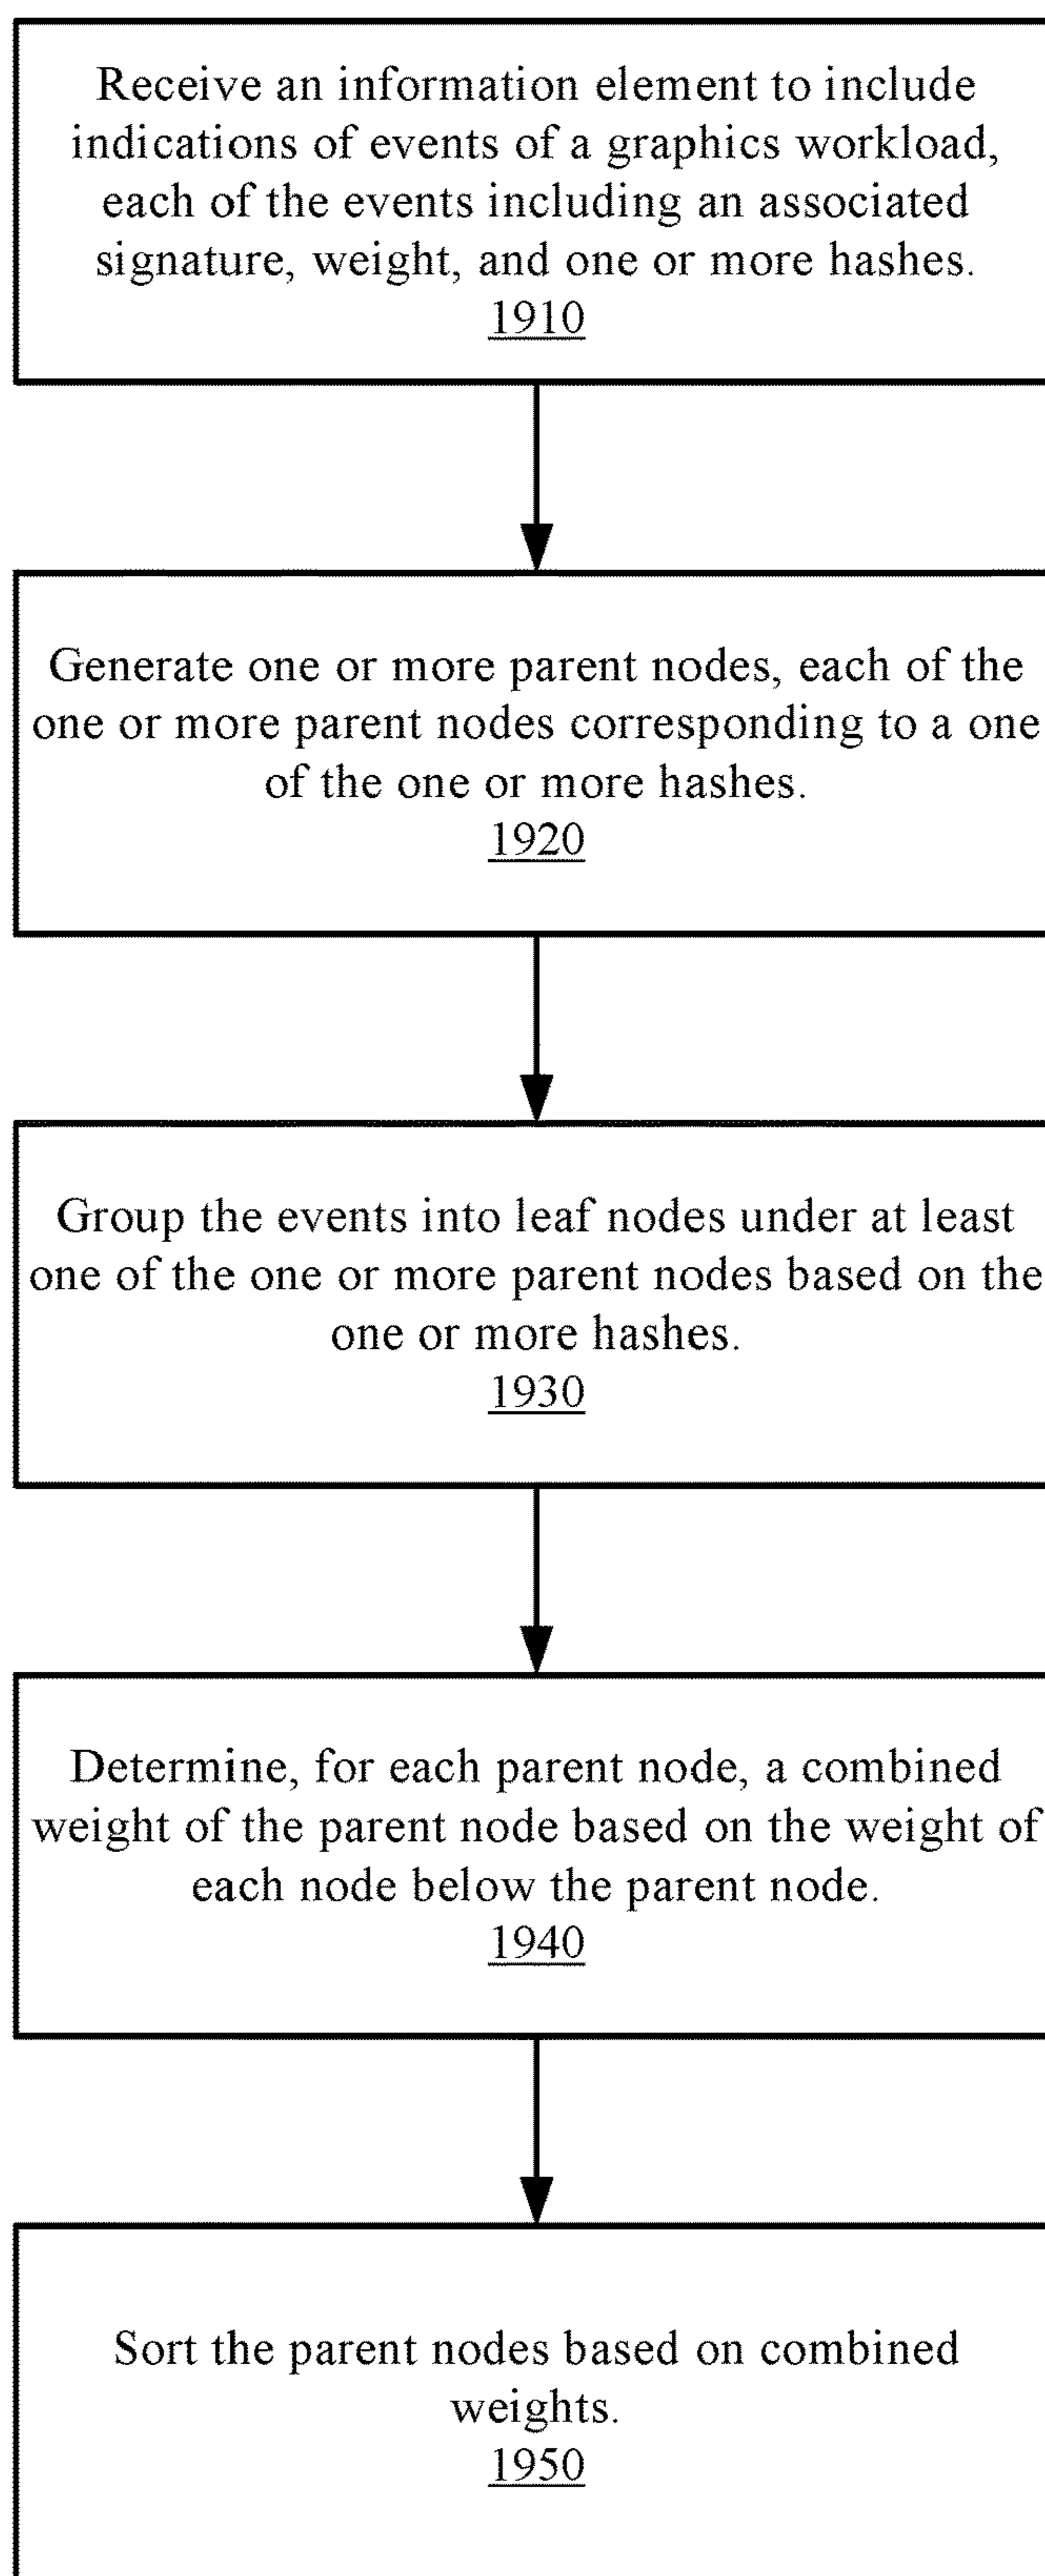 Receive an information element to include
indications of events of a graphics workload,
each of the events including an associated
signature, weight, and one or more hashes.
1910
Generate one or more parent nodes, each of the
one or more parent nodes corresponding to a one
of the one or more hashes.
1920
Group the events into leaf nodes under at least
one of the one or more parent nodes based on the
one or more hashes.
1930
Determine, for each parent node, a combined
weight of the parent node based on the weight of
each node below the parent node.
1940
Sort the parent nodes based on combined
weights.
1950